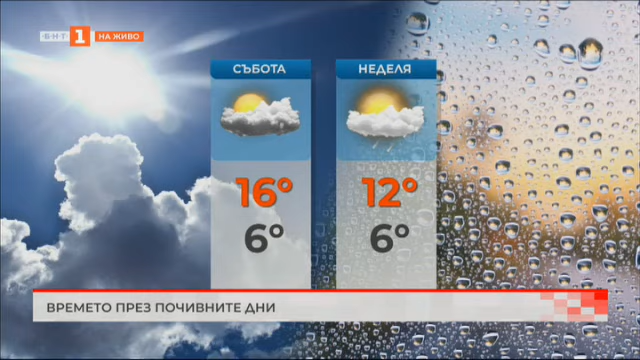 БНТ 1 НА ЖИВО
СЪБОТА
16°
6°
НЕДЕЛЯ
12°
6°
ВРЕМЕТО ПРЕЗ ПОЧИВНИТЕ ДНИ